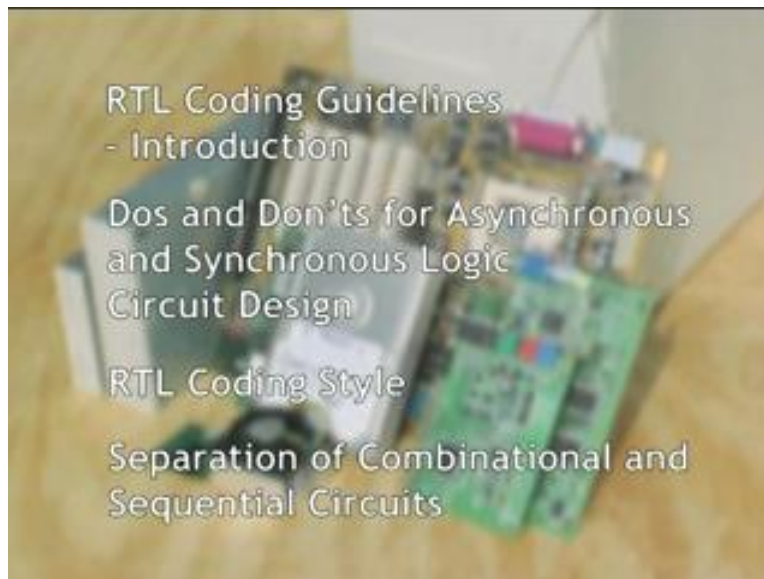 RTL Coding Guidelines
- Introduction
Dos and Don'ts for Asynchronous
and Synchronous Logic
Circuit Design
RTL Coding Style
Separation of Combinational and
Sequential Circuits